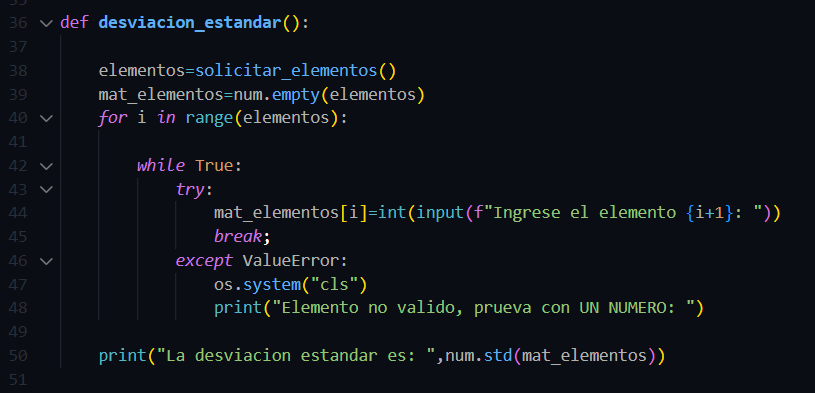 36 def desviacion_estandar():
37
38     elementos=solicitar_elementos()
39     mat_elementos=num.empty(elementos)
40     for i in range(elementos):
41
42         while True:
43             try:
44                 mat_elementos[i]=int(input(f"Ingrese el elemento {i+1}: "))
45                 break;
46             except ValueError:
47                 os.system("cls")
48                 print("Elemento no valido, prueva con UN NUMERO: ")
49
50     print("La desviacion estandar es: ",num.std(mat_elementos))
51